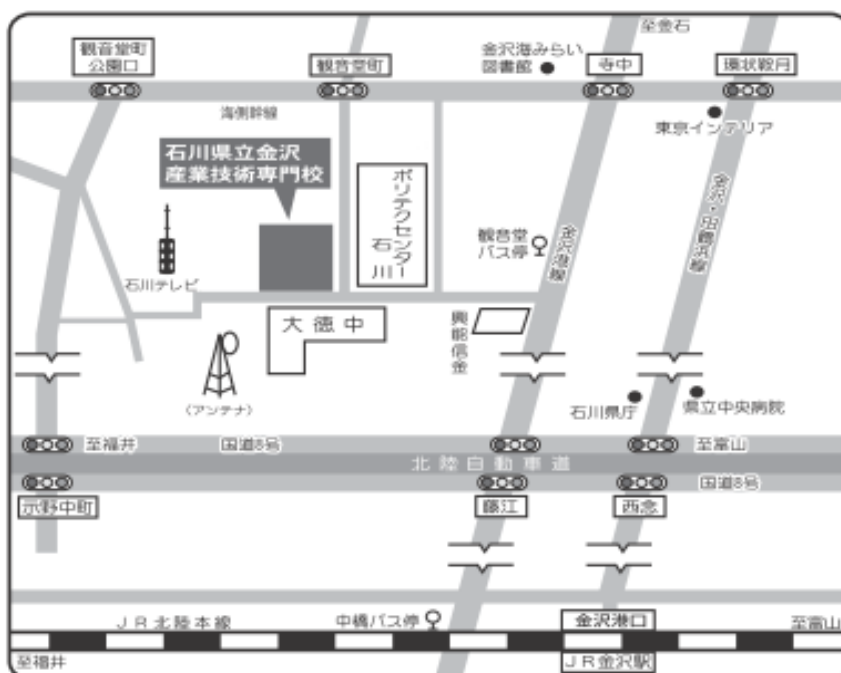 至金石
観音堂町
公園口
観音堂町
金沢海みらい
図書館
寺中
環状鞍月
海側幹線
東京インテリア
石川県立金沢
産業技術専門校
ポリテクセンター
石川
金沢・田鶴浜線
観音堂
バス停
金沢港線
石川テレビ
大徳中
興能信金
(アンテナ)
石川県庁
県立中央病院
至福井
国道8号
至富山
北陸自動車道
国道8号
示野中町
藤江
西念
JR北陸本線
中橋バス停
金沢港口
至富山
至福井
JR金沢駅